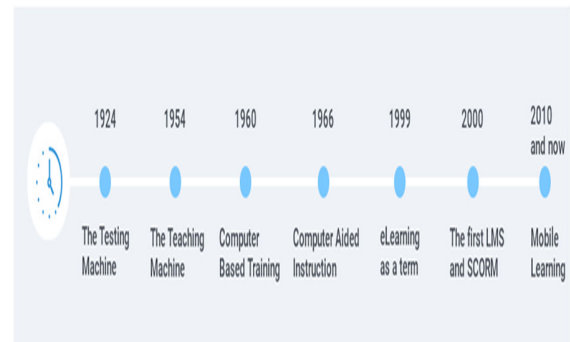 1924
1954
1960
1966
1999
2000
2010
and now
The Testing
Machine
The Teaching
Machine
Computer
Based Training
Computer Aided
Instruction
eLearning
as a term
The first LMS
and SCORM
Mobile
Learning